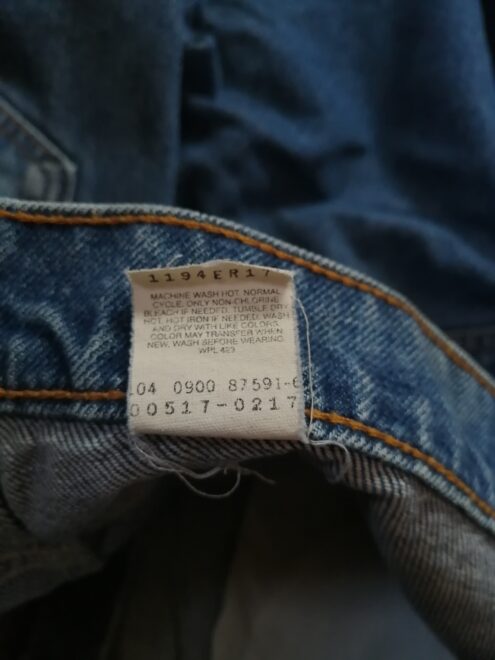 1194ER17
MACHINE WASH HOT, NORMAL
CYCLE. ONLY NON-CHLORINE
BLEACH IF NEEDED. TUMBLE DRY
HOT. HOT IRON IF NEEDED. WASH
AND DRY WITH LIKE COLORS.
COLOR MAY TRANSFER WHEN
NEW, WASH BEFORE WEARING.
WPL 423
04 0900 87591-6
00517-0217